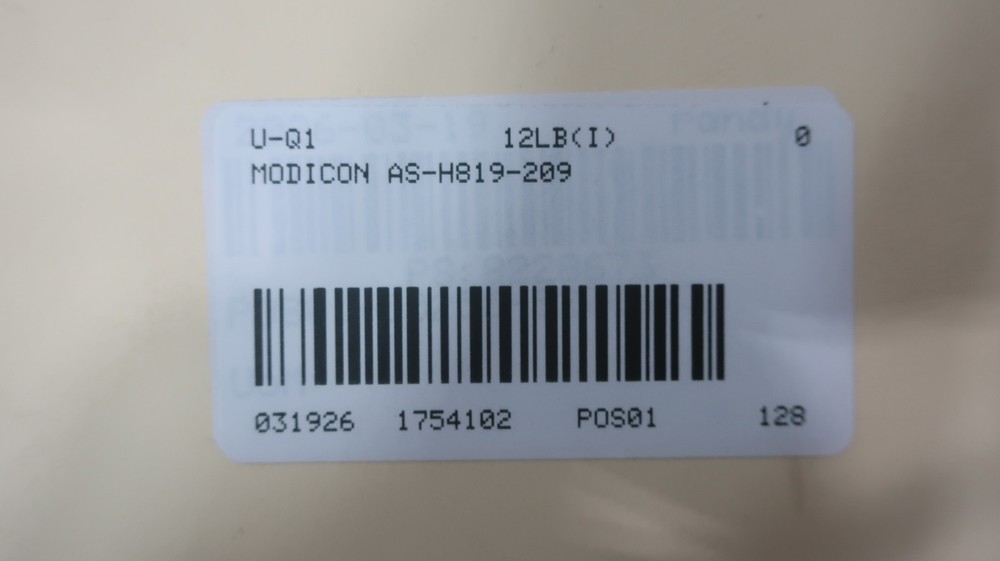 U-Q1 12LB(I) 0
MODICON AS-H819-209
031926 1754102 POS01 128